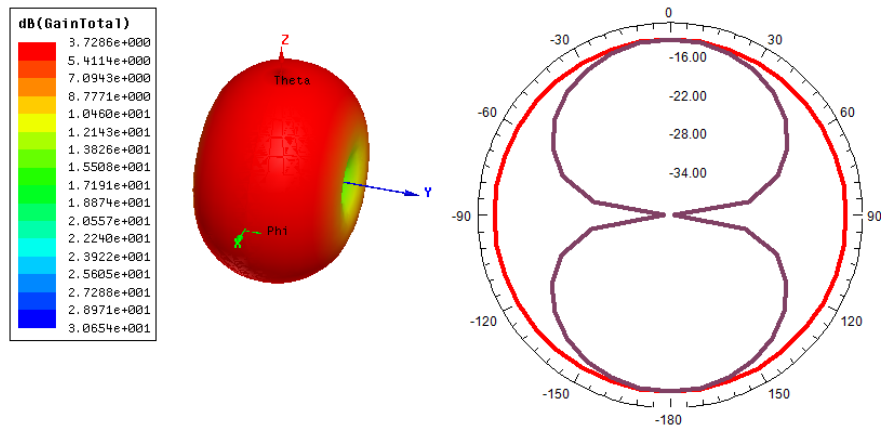 dB(GainTotal)
3.7286e+000
5.4114e+000
7.0943e+000
8.7771e+000
1.0460e+001
1.2143e+001
1.3826e+001
1.5508e+001
1.7191e+001
1.8874e+001
2.0557e+001
2.2240e+001
2.3922e+001
2.5605e+001
2.7288e+001
2.8971e+001
3.0654e+001
Z
Theta
Y
Phi
X
0
-30
30
-16.00
-22.00
-60
60
-28.00
-34.00
-90
90
-120
120
-150
150
-180